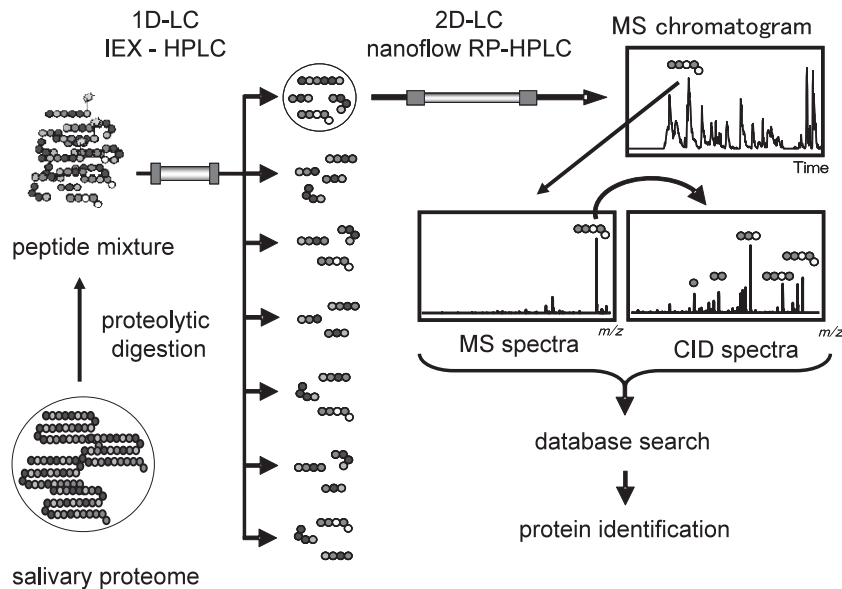 1D-LC
IEX - HPLC
2D-LC
nanoflow RP-HPLC
MS chromatogram
Time
peptide mixture
proteolytic
digestion
salivary proteome
m/z
m/z
MS spectra
CID spectra
database search
protein identification